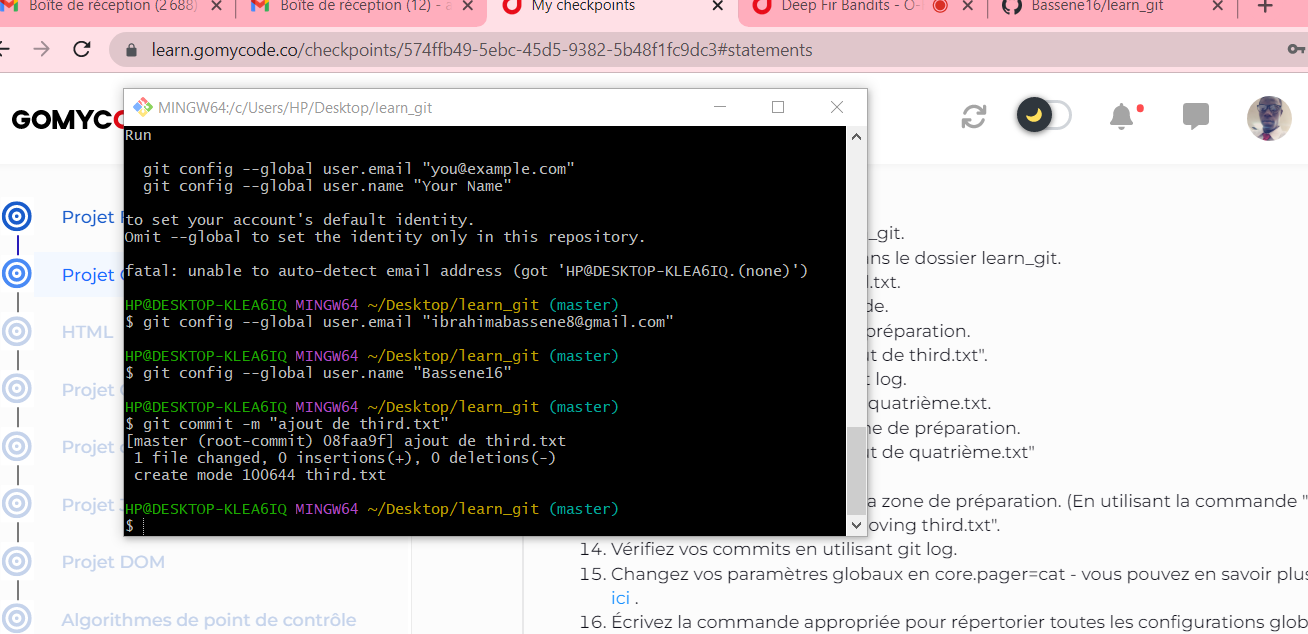 Boîte de réception (2 688)
Boîte de réception (12) - a
My checkpoints
Deep Fir Bandits - O-
Bassene16/learn_git
learn.gomycode.co/checkpoints/574ffb49-5ebc-45d5-9382-5b48f1fc9dc3#statements
GOMYCO
MINGW64:/c/Users/HP/Desktop/learn_git
Run
git config --global user.email "you@example.com"
git config --global user.name "Your Name"
to set your account's default identity.
Omit --global to set the identity only in this repository.
fatal: unable to auto-detect email address (got 'HP@DESKTOP-KLEA6IQ.(none)')
HP@DESKTOP-KLEA6IQ MINGW64 ~/Desktop/learn_git (master)
$ git config --global user.email "ibrahimabassene8@gmail.com"
HP@DESKTOP-KLEA6IQ MINGW64 ~/Desktop/learn_git (master)
$ git config --global user.name "Bassene16"
HP@DESKTOP-KLEA6IQ MINGW64 ~/Desktop/learn_git (master)
$ git commit -m "ajout de third.txt"
[master (root-commit) 08faa9f] ajout de third.txt
1 file changed, 0 insertions(+), 0 deletions(-)
create mode 100644 third.txt
HP@DESKTOP-KLEA6IQ MINGW64 ~/Desktop/learn_git (master)
$
Projet
Projet
HTML
Projet
Projet
Projet
Projet DOM
Algorithmes de point de contrôle
_git.
ans le dossier learn_git.
.txt.
de.
préparation.
ut de third.txt".
t log.
quatrième.txt.
ne de préparation.
ut de quatrième.txt"
a zone de préparation. (En utilisant la commande "
oving third.txt".
14. Vérifiez vos commits en utilisant git log.
15. Changez vos paramètres globaux en core.pager=cat - vous pouvez en savoir plus
ici .
16. Écrivez la commande appropriée pour répertorier toutes les configurations glob